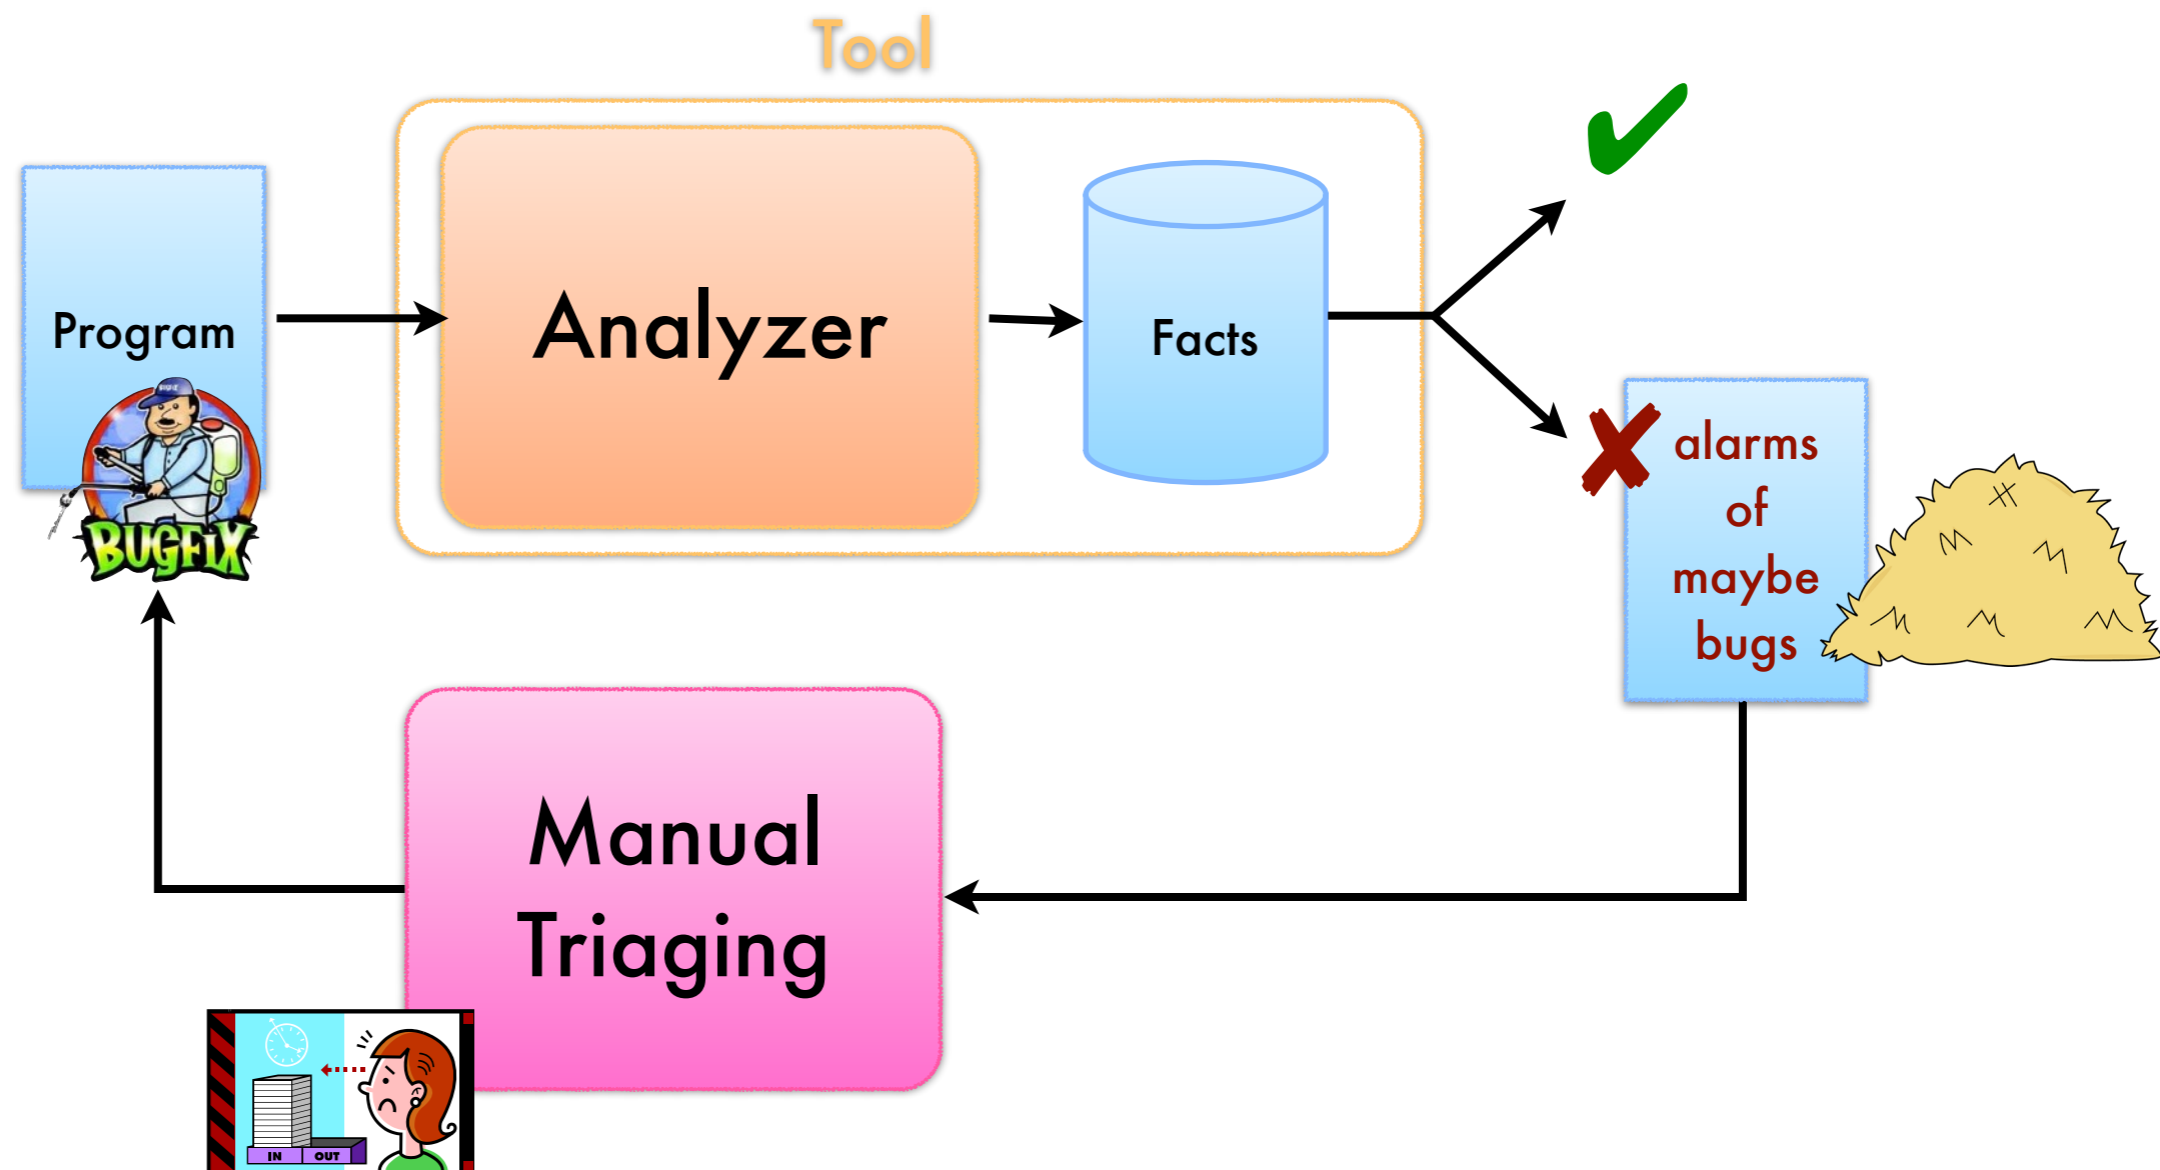 Tool
Program
Analyzer
Facts
alarms
of
maybe
bugs
BUGFIX
Manual
Triaging
IN OUT